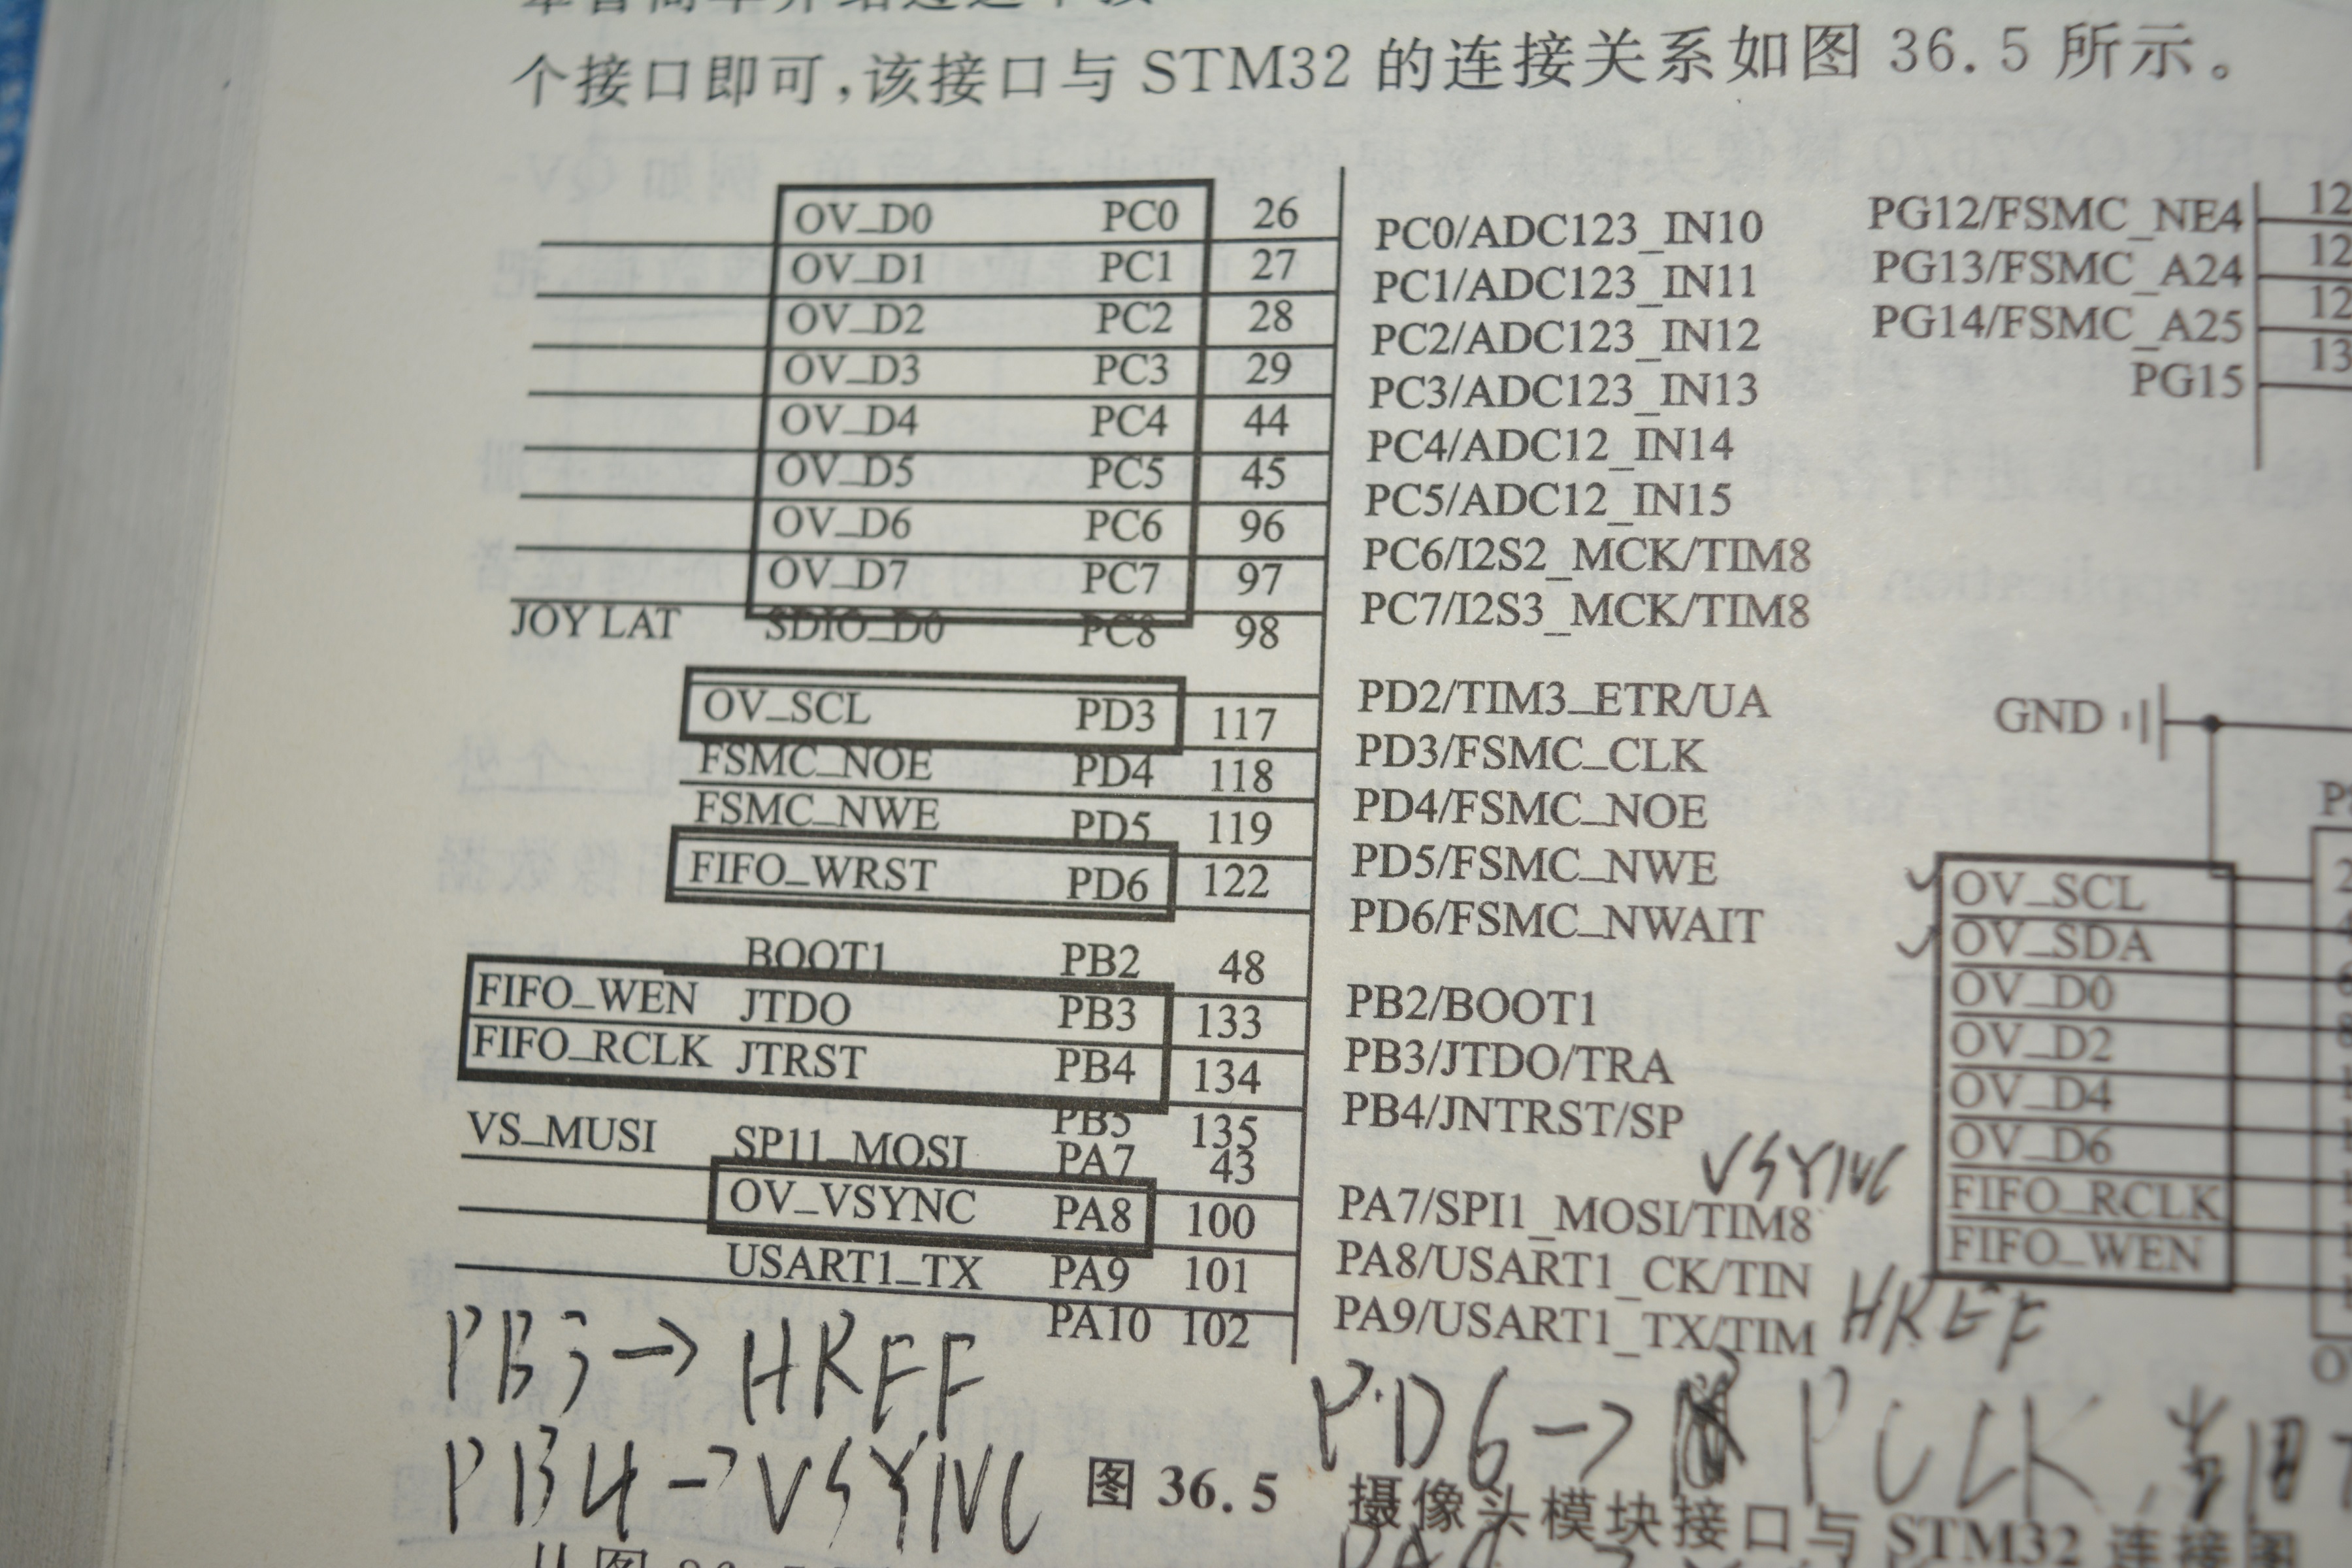 个接口即可,该接口与 STM32 的连接关系如图 36.5 所示。
OV_D0 PC0 26
OV_D1 PC1 27
OV_D2 PC2 28
OV_D3 PC3 29
OV_D4 PC4 44
OV_D5 PC5 45
OV_D6 PC6 96
OV_D7 PC7 97
JOY LAT SDIO_D0 PC8 98
OV_SCL PD3 117
FSMC_NOE PD4 118
FSMC_NWE PD5 119
FIFO_WRST PD6 122
BOOT1 PB2 48
FIFO_WEN JTDO PB3 133
FIFO_RCLK JTRST PB4 134
PB5 135
VS_MUSI SP11_MOSI PA7 43
OV_VSYNC PA8 100
USART1_TX PA9 101
PA10 102
PC0/ADC123_IN10
PC1/ADC123_IN11
PC2/ADC123_IN12
PC3/ADC123_IN13
PC4/ADC12_IN14
PC5/ADC12_IN15
PC6/I2S2_MCK/TIM8
PC7/I2S3_MCK/TIM8
PD2/TIM3_ETR/UA
PD3/FSMC_CLK
PD4/FSMC_NOE
PD5/FSMC_NWE
PD6/FSMC_NWAIT
PB2/BOOT1
PB3/JTDO/TRA
PB4/JNTRST/SP
PA7/SPI1_MOSI/TIM8
PA8/USART1_CK/TIN
PA9/USART1_TX/TIM
PG12/FSMC_NE4 12
PG13/FSMC_A24 12
PG14/FSMC_A25 12
PG15 13
GND
OV_SCL
OV_SDA
OV_D0
OV_D2
OV_D4
OV_D6
FIFO_RCLK
FIFO_WEN
VSYNC
HREF
PB3→HREF
PB4→VSYNC
PD6→ PCLK
图 36.5 摄像头模块接口与 STM32 连接图